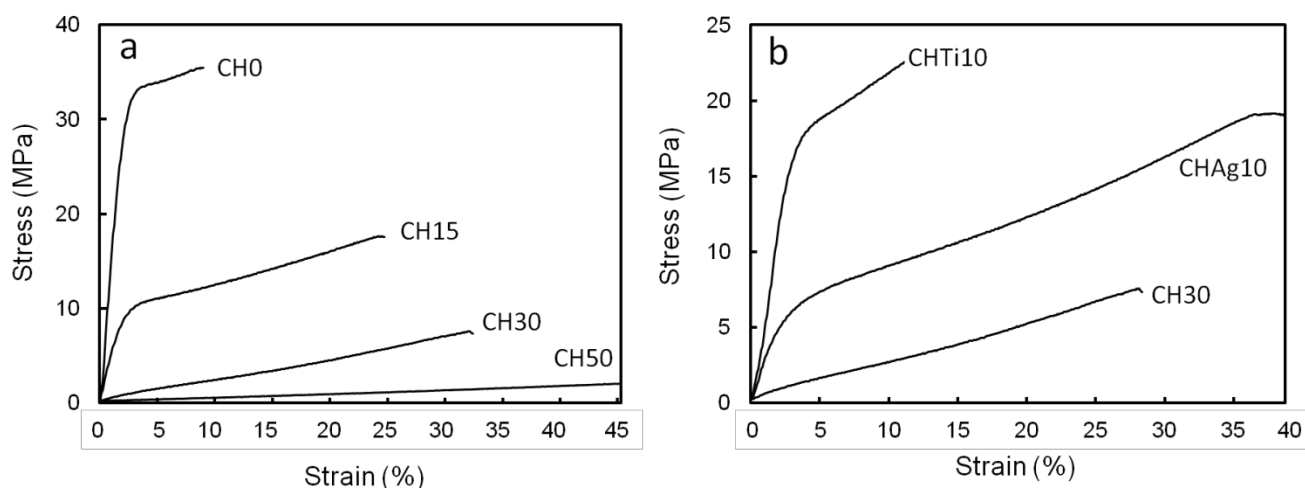 a
Stress (MPa)
40
30
20
10
0
CH0
CH15
CH30
CH50
0 5 10 15 20 25 30 35 40 45
Strain (%)
b
Stress (MPa)
25
20
15
10
5
0
CHTi10
CHAg10
CH30
0 5 10 15 20 25 30 35 40
Strain (%)